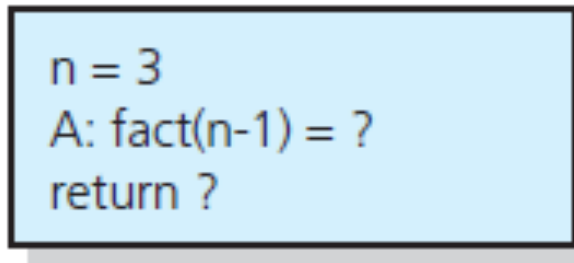 n = 3
A: fact(n-1) = ?
return ?